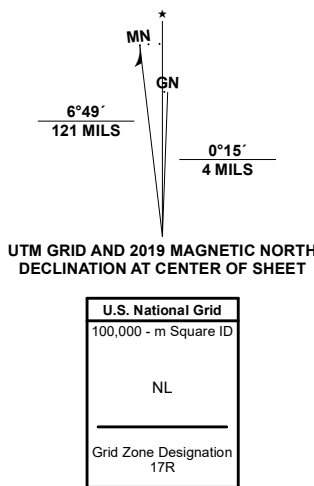 ★
MN
GN
6°49´
121 MILS
0°15´
4 MILS
UTM GRID AND 2019 MAGNETIC NORTH
DECLINATION AT CENTER OF SHEET
U.S. National Grid
100,000 - m Square ID
NL
Grid Zone Designation
17R